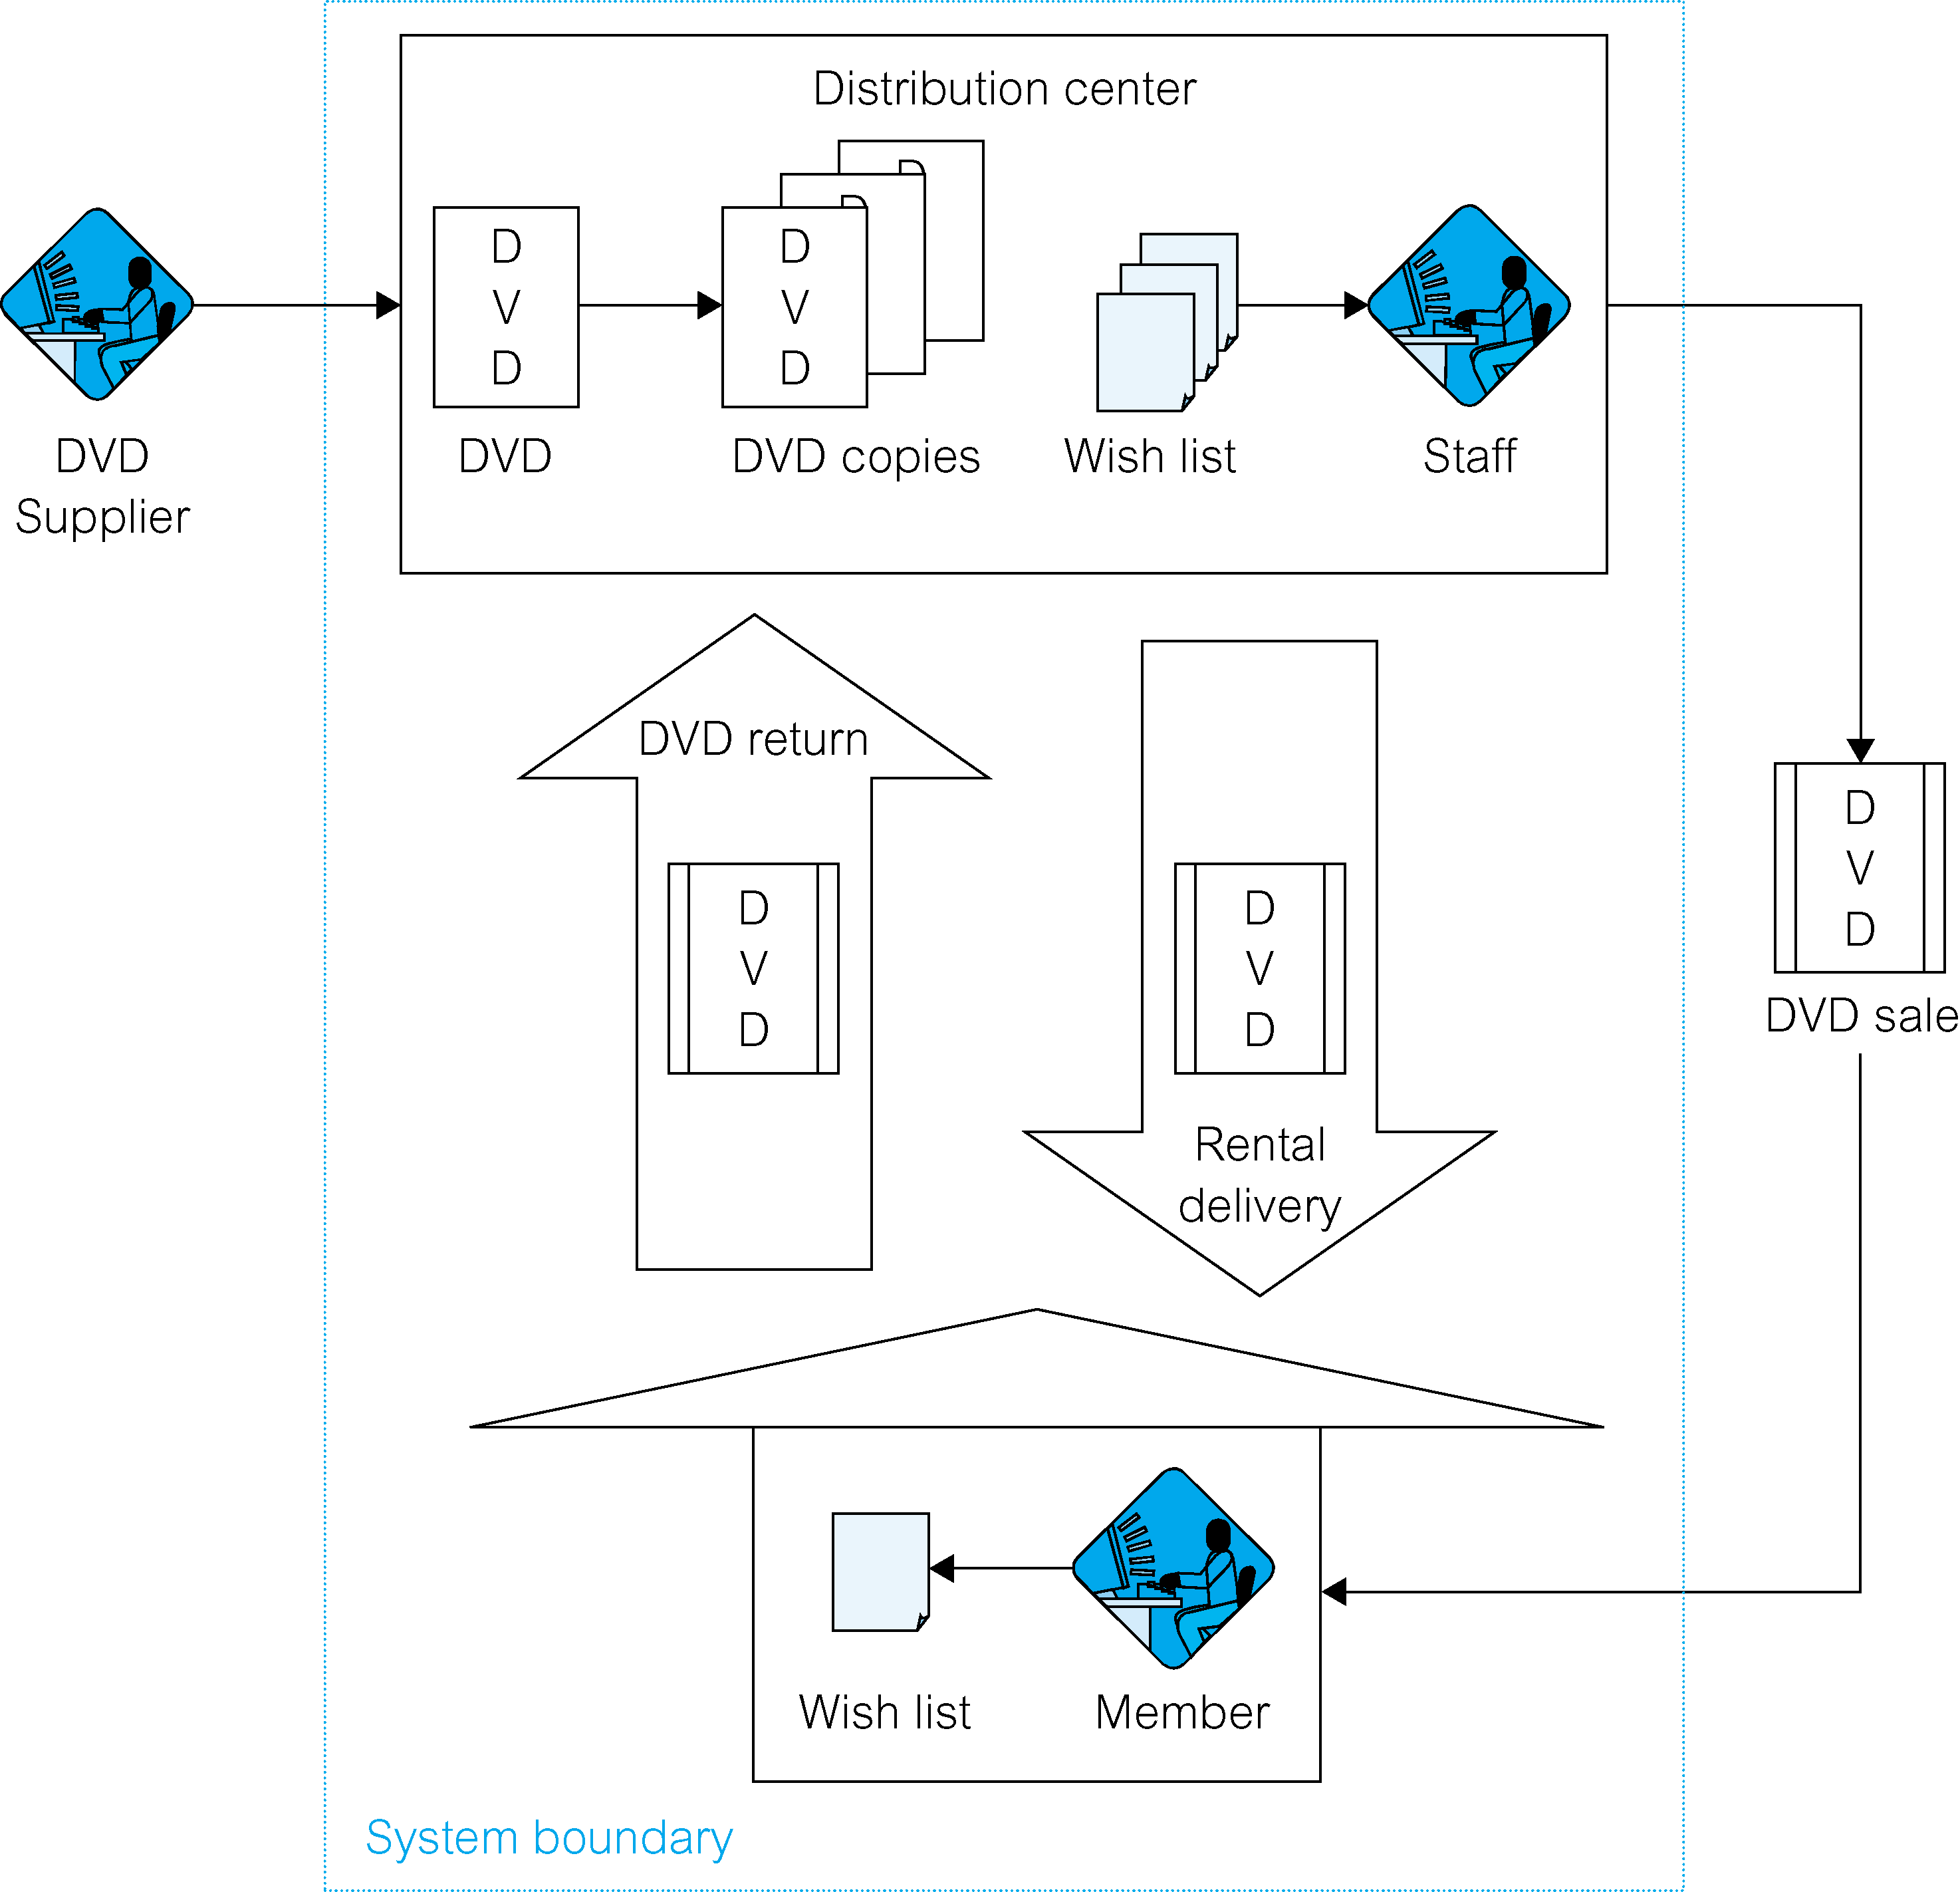 Distribution center
D
V
D
D
V
D
D
D
DVD
Supplier
DVD
DVD copies
Wish list
Staff
DVD return
D
V
D
D
V
D
Rental
delivery
D
V
D
DVD sale
Wish list
Member
System boundary